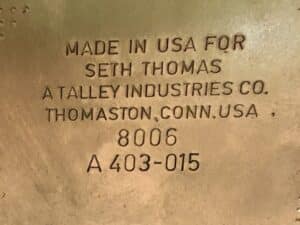 MADE IN USA FOR
SETH THOMAS
A TALLEY INDUSTRIES CO.
THOMASTON, CONN. USA
8006
A 403-015